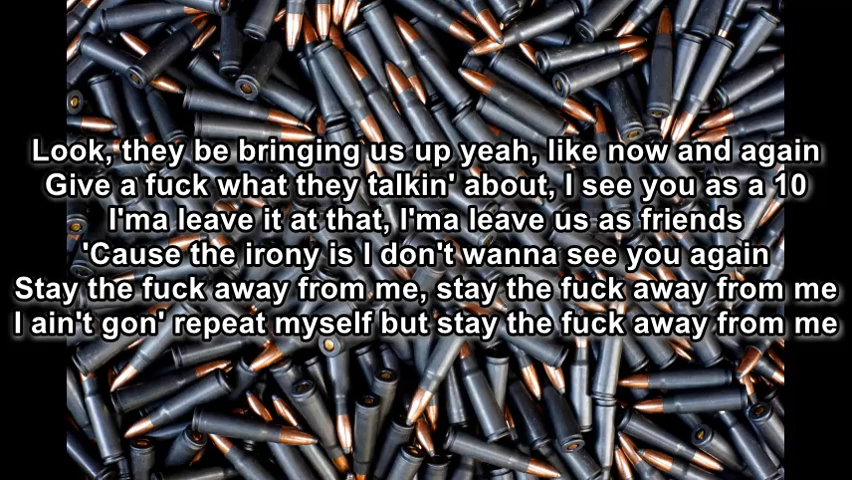 Look, they be bringing us up yeah, like now and again
Give a fuck what they talkin' about, I see you as a 10
I'ma leave it at that, I'ma leave us as friends
'Cause the irony is I don't wanna see you again
Stay the fuck away from me, stay the fuck away from me
I ain't gon' repeat myself but stay the fuck away from me